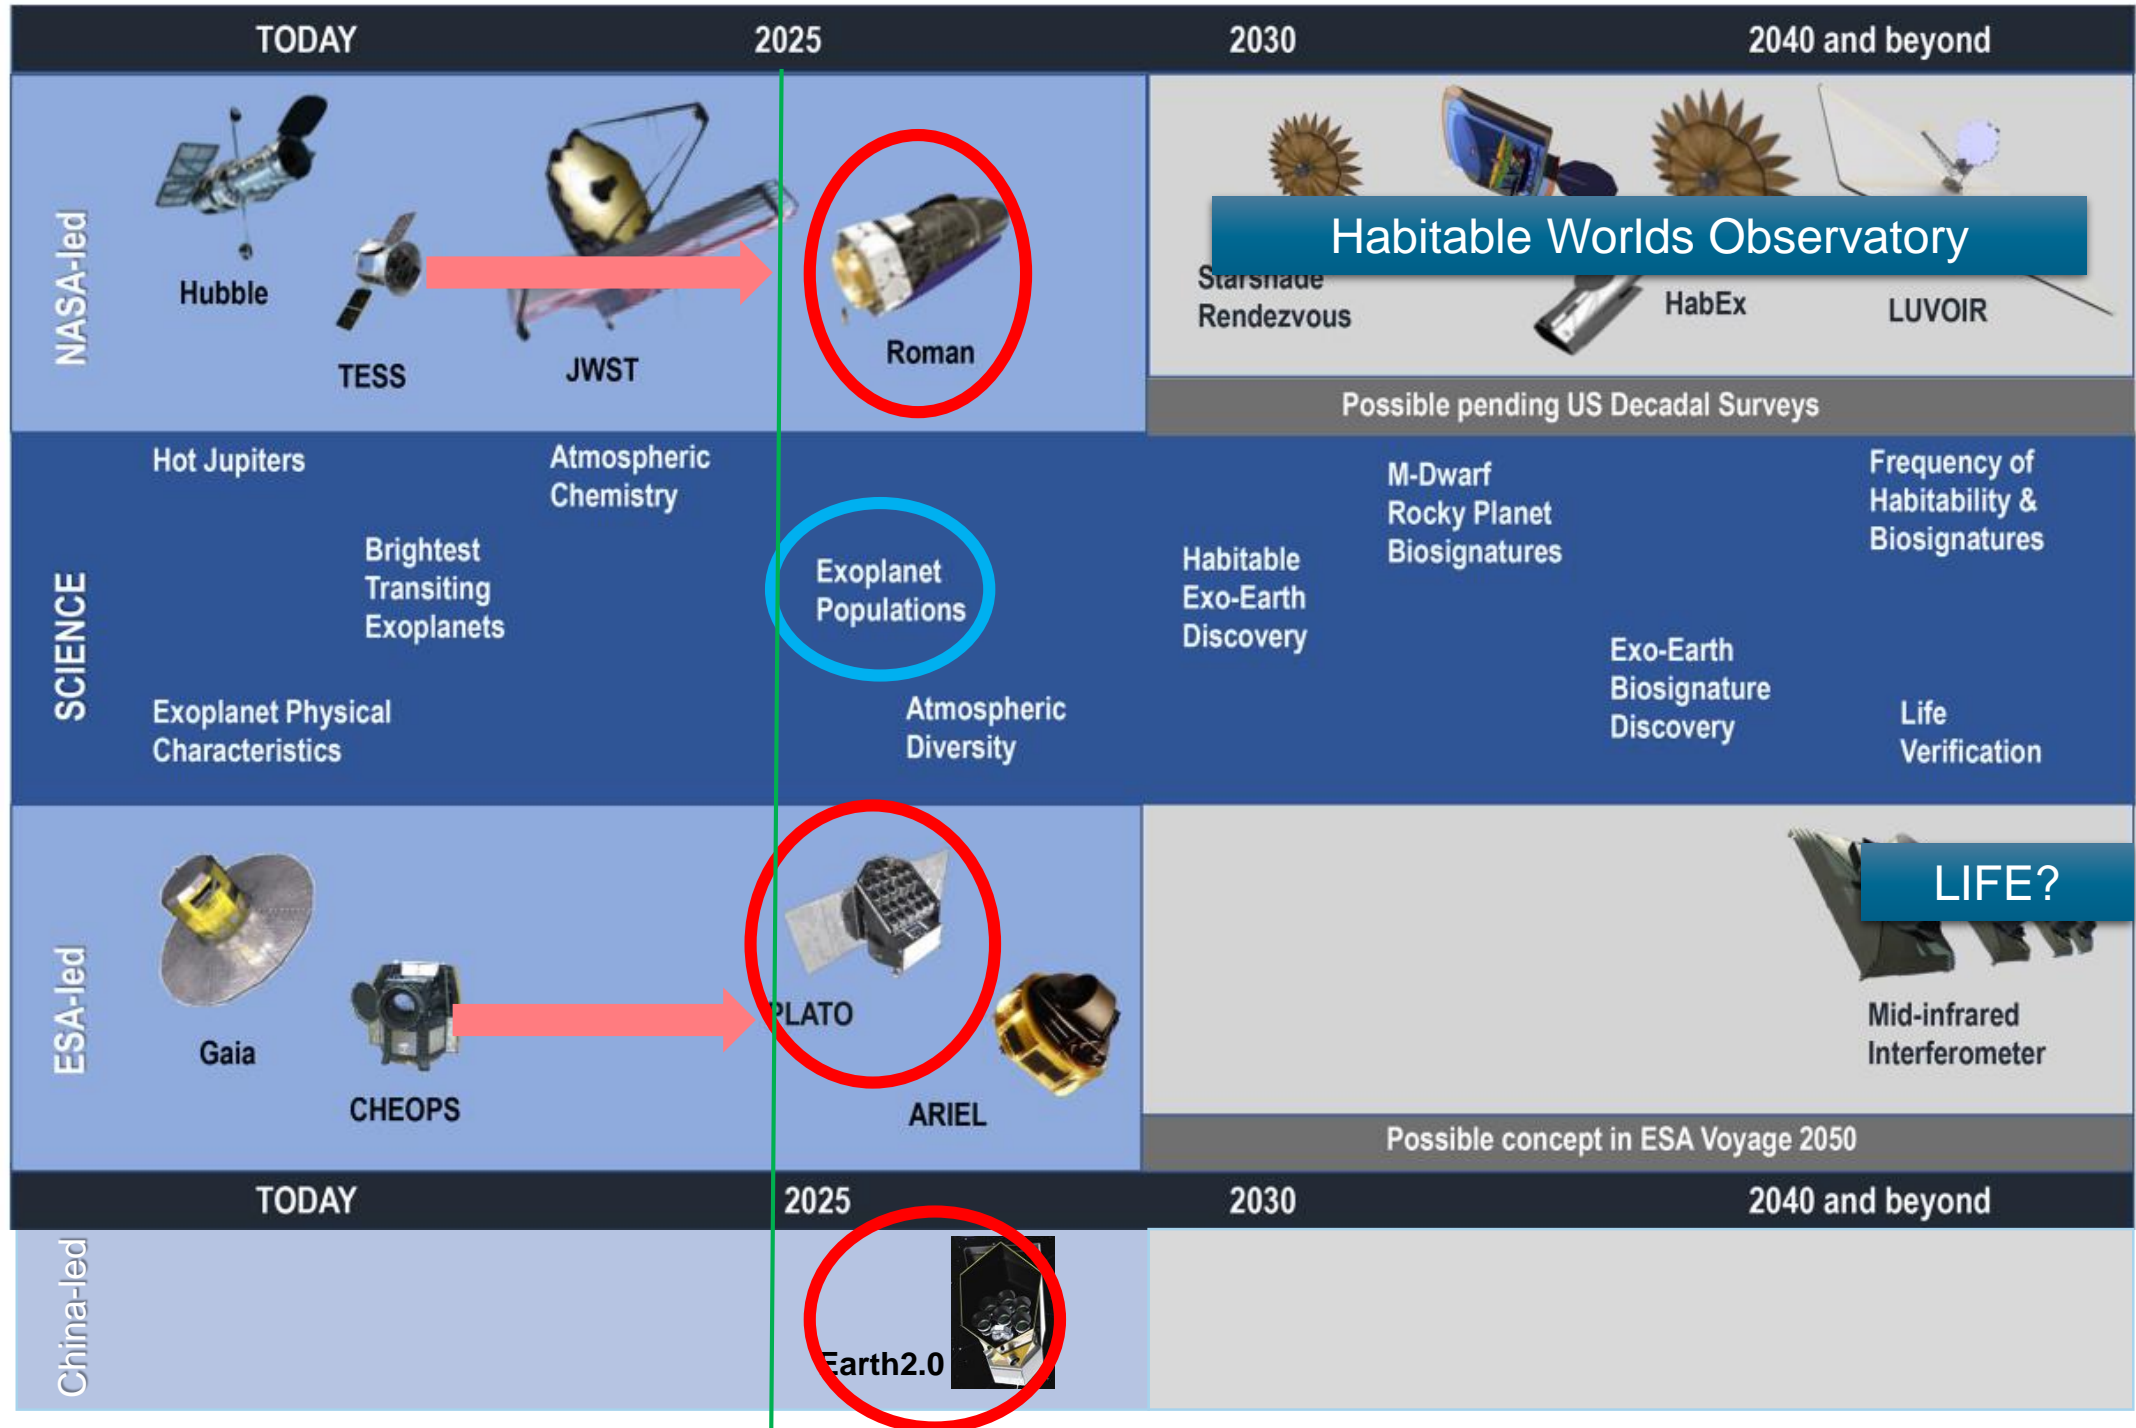 TODAY 2025 2030 2040 and beyond
NASA-led
Hubble
TESS
JWST
Roman
Habitable Worlds Observatory
Starshade
Rendezvous
HabEx
LUVOIR
Possible pending US Decadal Surveys
SCIENCE
Hot Jupiters
Brightest
Transiting
Exoplanets
Exoplanet Physical
Characteristics
Atmospheric
Chemistry
Exoplanet
Populations
Atmospheric
Diversity
Habitable
Exo-Earth
Discovery
M-Dwarf
Rocky Planet
Biosignatures
Exo-Earth
Biosignature
Discovery
Frequency of
Habitability &
Biosignatures
Life
Verification
ESA-led
Gaia
CHEOPS
PLATO
ARIEL
LIFE?
Mid-infrared
Interferometer
Possible concept in ESA Voyage 2050
TODAY 2025 2030 2040 and beyond
China-led
Earth2.0